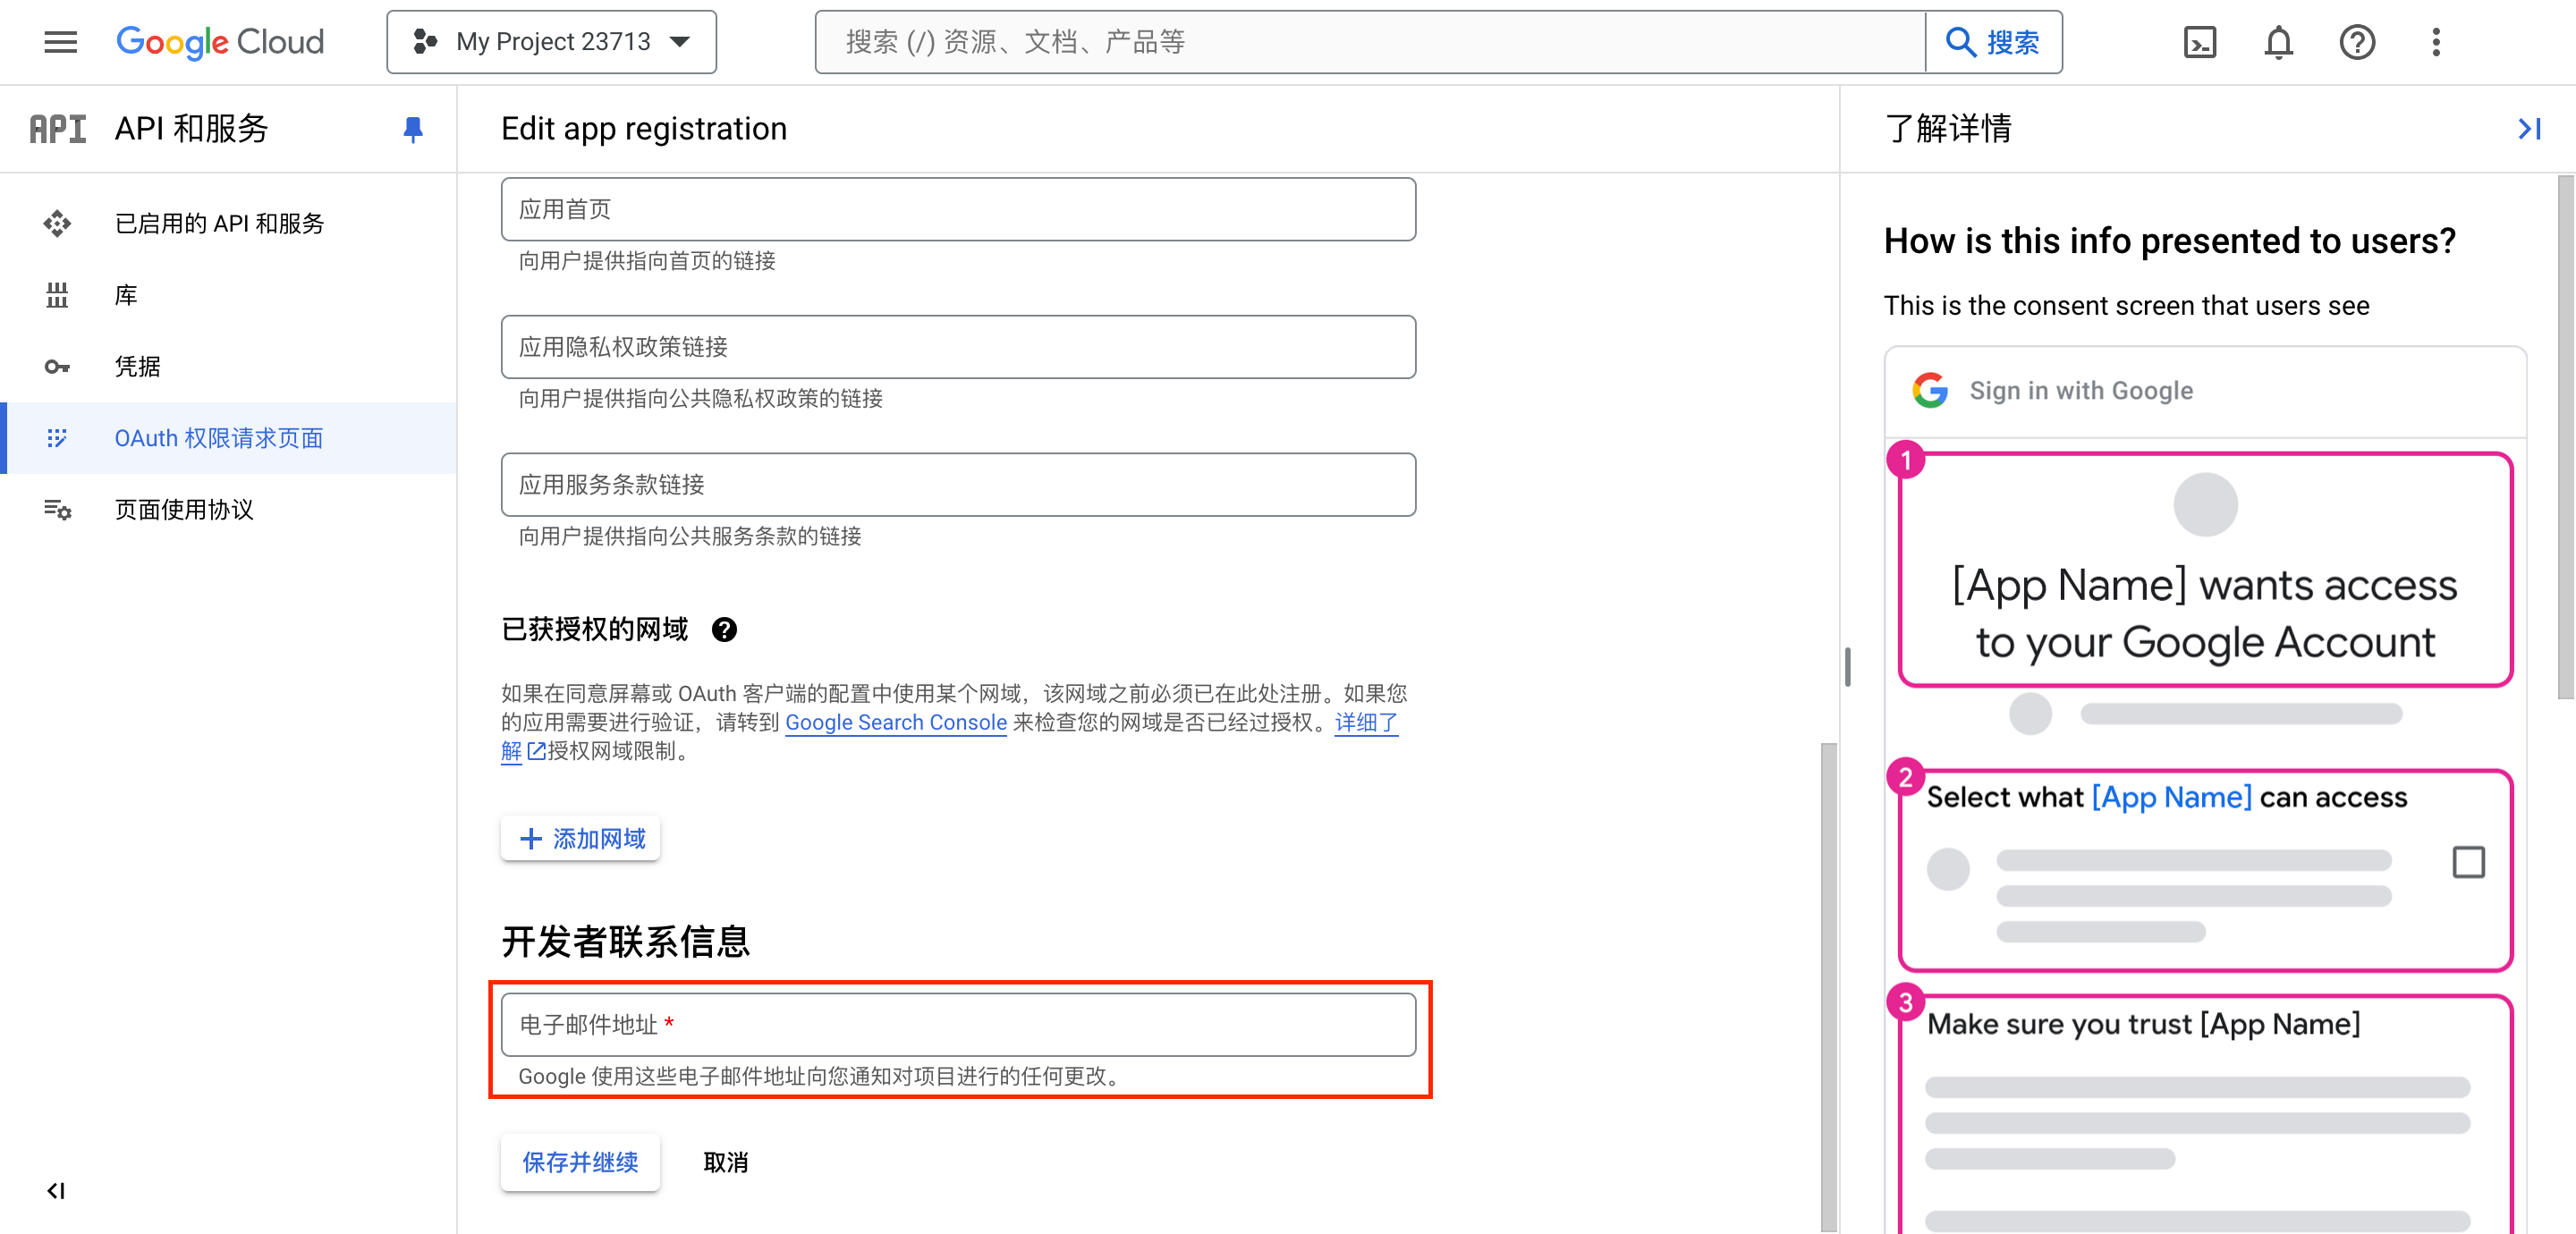 Google Cloud
My Project 23713
搜索 (/) 资源、文档、产品等
搜索
API
API 和服务
已启用的 API 和服务
库
凭据
OAuth 权限请求页面
页面使用协议
Edit app registration
应用首页
向用户提供指向首页的链接
应用隐私权政策链接
向用户提供指向公共隐私权政策的链接
应用服务条款链接
向用户提供指向公共服务条款的链接
已获授权的网域
如果在同意屏幕或 OAuth 客户端的配置中使用某个网域，该网域之前必须已在此处注册。如果您
的应用需要进行验证，请转到 Google Search Console 来检查您的网域是否已经过授权。详细了
解授权网域限制。
添加网域
开发者联系信息
电子邮件地址 *
Google 使用这些电子邮件地址向您通知对项目进行的任何更改。
保存并继续
取消
了解详情
How is this info presented to users?
This is the consent screen that users see
Sign in with Google
1
[App Name] wants access
to your Google Account
2
Select what [App Name] can access
3
Make sure you trust [App Name]